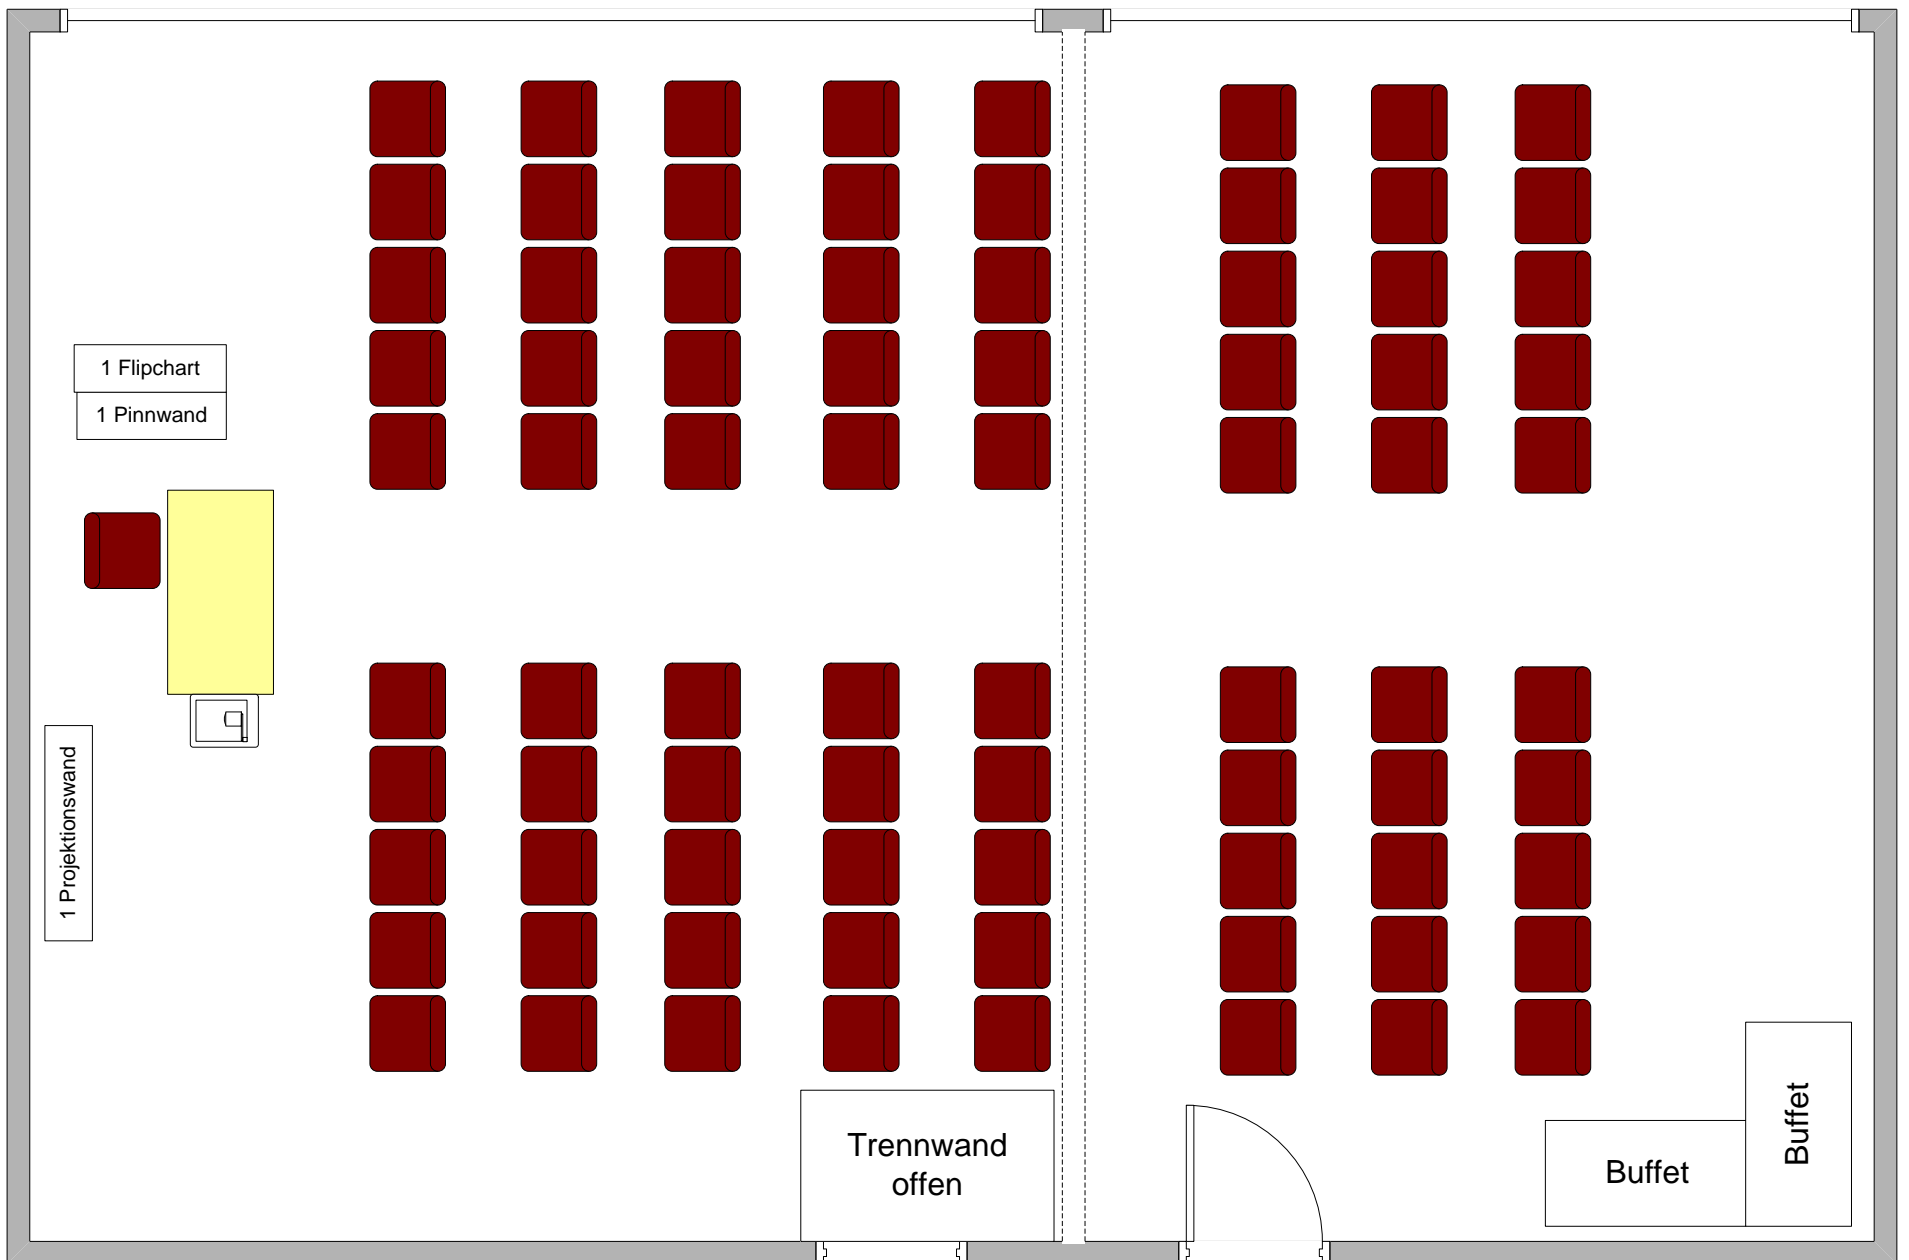 1 Flipchart
1 Pinnwand
1 Projektionswand
Trennwand
offen
Buffet
Buffet